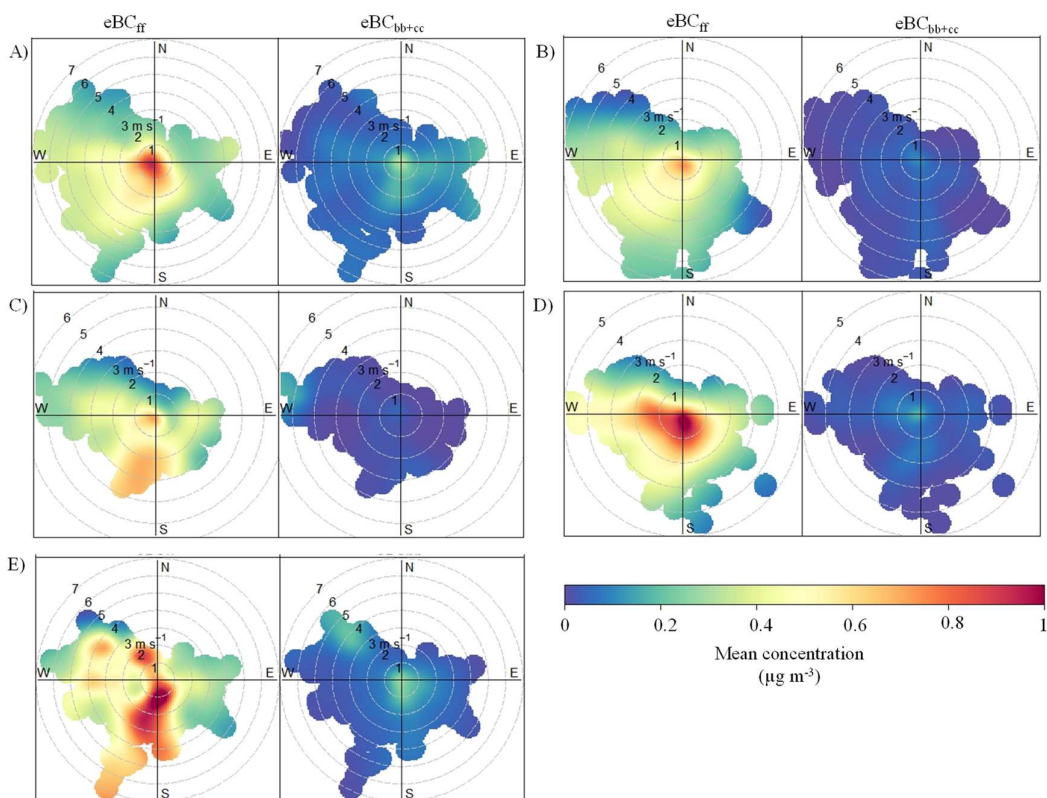 eBCff eBCbb+cc eBCff eBCbb+cc
A) B)
N N N N
7 6 5 4 3 m s−1 2 1 W E S
7 6 5 4 3 m s−1 2 1 W E S
6 5 4 3 m s−1 2 1 W E S
6 5 4 3 m s−1 2 1 W E S
C) D)
N N N N
6 5 4 3 m s−1 2 1 W E S
6 5 4 3 m s−1 2 1 W E S
5 4 3 m s−1 2 1 W E S
5 4 3 m s−1 2 1 W E S
E)
N N
7 6 5 4 3 m s−1 2 1 W E S
7 6 5 4 3 m s−1 2 1 W E S
0 0.2 0.4 0.6 0.8 1
Mean concentration
(µg m-3)